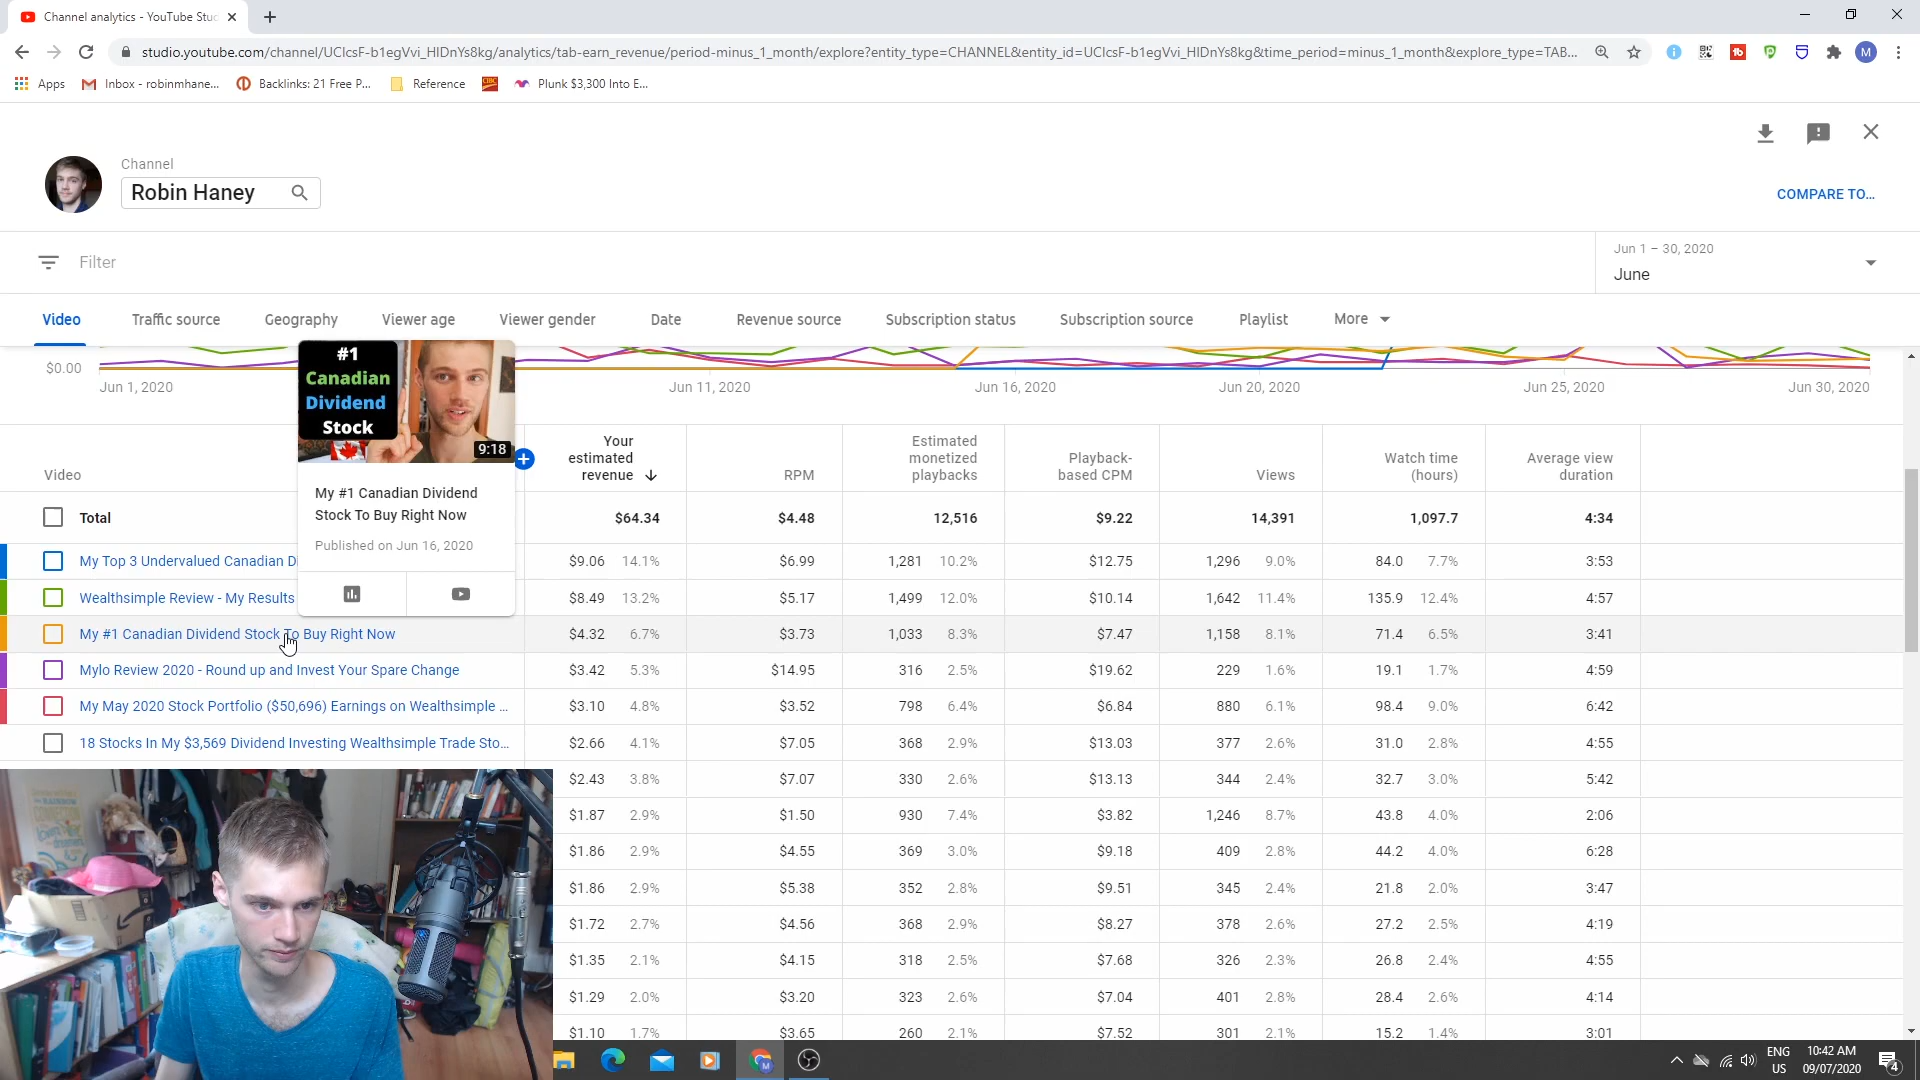 Channel analytics - YouTube Stuc
studio.youtube.com/channel/UClcsF-b1egVvi_HIDnYs8kg/analytics/tab-earn_revenue/period-minus_1_month/explore?entity_type=CHANNEL&entity_id=UClcsF-b1egVvi_HIDnYs8kg&time_period=minus_1_month&explore_type=TAB...
Apps
Inbox - robinmhane...
Backlinks: 21 Free P...
Reference
CIBC
Plunk $3,300 Into E...
M
Channel
Robin Haney
COMPARE TO...
Filter
Jun 1 – 30, 2020
June
Video Traffic source Geography Viewer age Viewer gender Date Revenue source Subscription status Subscription source Playlist More
$0.00
Jun 1, 2020 Jun 11, 2020 Jun 16, 2020 Jun 20, 2020 Jun 25, 2020 Jun 30, 2020
#1
Canadian
Dividend
Stock
9:18
My #1 Canadian Dividend
Stock To Buy Right Now
Published on Jun 16, 2020
Video
Your estimated revenue
RPM
Estimated monetized playbacks
Playback-based CPM
Views
Watch time (hours)
Average view duration
Total $64.34 $4.48 12,516 $9.22 14,391 1,097.7 4:34
My Top 3 Undervalued Canadian Di $9.06 14.1% $6.99 1,281 10.2% $12.75 1,296 9.0% 84.0 7.7% 3:53
Wealthsimple Review - My Results $8.49 13.2% $5.17 1,499 12.0% $10.14 1,642 11.4% 135.9 12.4% 4:57
My #1 Canadian Dividend Stock To Buy Right Now $4.32 6.7% $3.73 1,033 8.3% $7.47 1,158 8.1% 71.4 6.5% 3:41
Mylo Review 2020 - Round up and Invest Your Spare Change $3.42 5.3% $14.95 316 2.5% $19.62 229 1.6% 19.1 1.7% 4:59
My May 2020 Stock Portfolio ($50,696) Earnings on Wealthsimple ... $3.10 4.8% $3.52 798 6.4% $6.84 880 6.1% 98.4 9.0% 6:42
18 Stocks In My $3,569 Dividend Investing Wealthsimple Trade Sto... $2.66 4.1% $7.05 368 2.9% $13.03 377 2.6% 31.0 2.8% 4:55
$2.43 3.8% $7.07 330 2.6% $13.13 344 2.4% 32.7 3.0% 5:42
$1.87 2.9% $1.50 930 7.4% $3.82 1,246 8.7% 43.8 4.0% 2:06
$1.86 2.9% $4.55 369 3.0% $9.18 409 2.8% 44.2 4.0% 6:28
$1.86 2.9% $5.38 352 2.8% $9.51 345 2.4% 21.8 2.0% 3:47
$1.72 2.7% $4.56 368 2.9% $8.27 378 2.6% 27.2 2.5% 4:19
$1.35 2.1% $4.15 318 2.5% $7.68 326 2.3% 26.8 2.4% 4:55
$1.29 2.0% $3.20 323 2.6% $7.04 401 2.8% 28.4 2.6% 4:14
$1.10 1.7% $3.65 260 2.1% $7.52 301 2.1% 15.2 1.4% 3:01
ENG
US
10:42 AM
09/07/2020
4